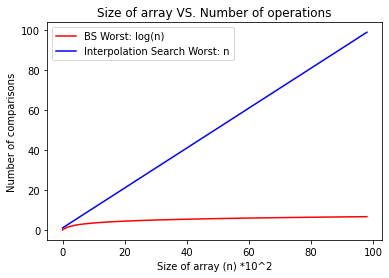 Size of array VS. Number of operations
BS Worst: log(n)
Interpolation Search Worst: n
Number of comparisons
100
80
60
40
20
0
0 20 40 60 80 100
Size of array (n) *10^2